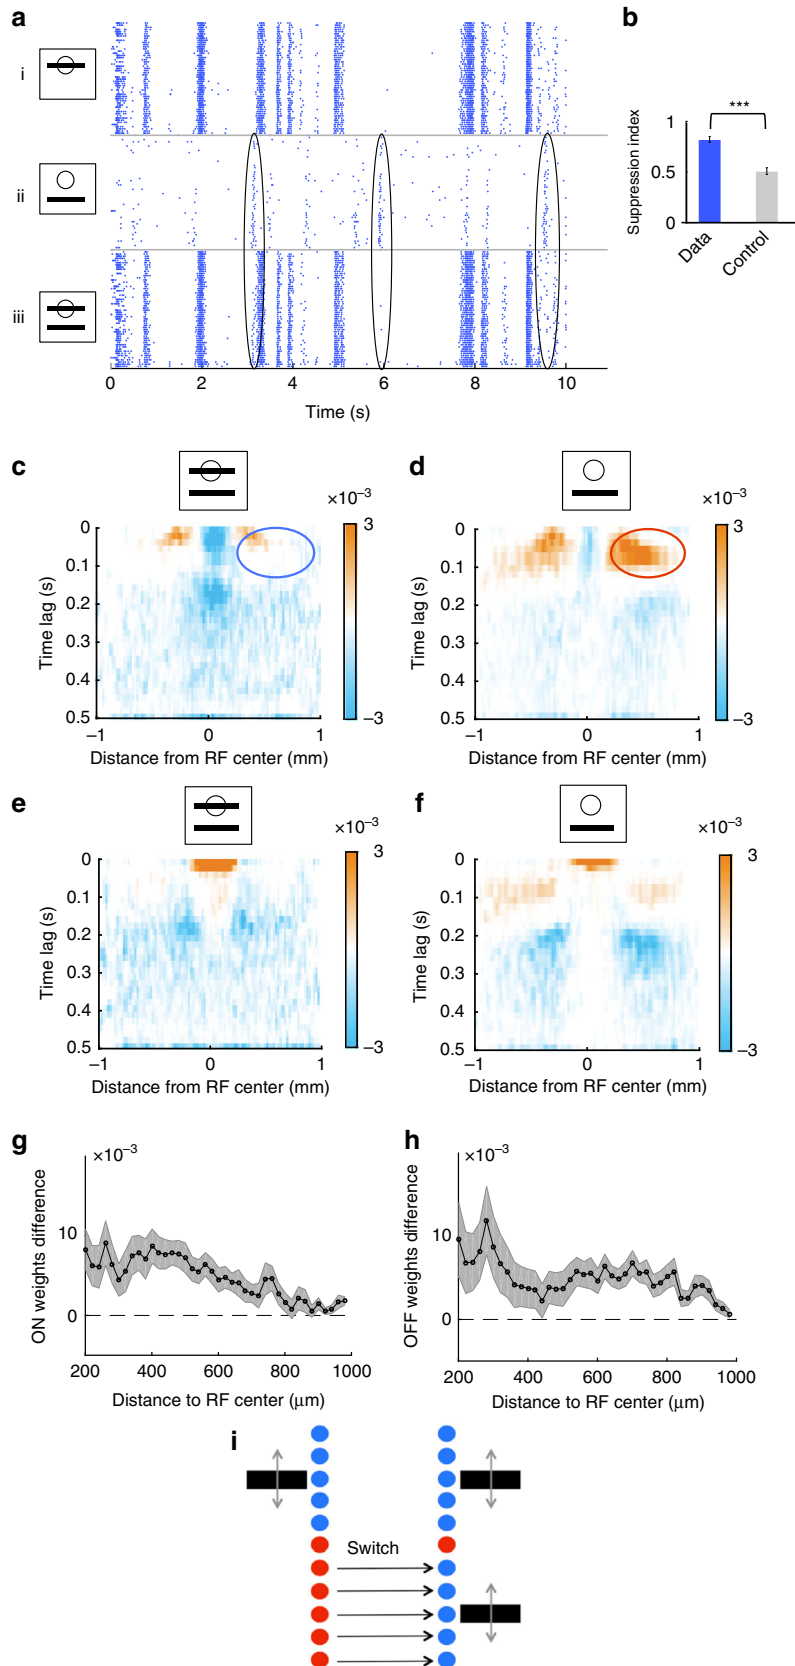 a
b
i
ii
iii
0
2
4
6
8
10
Time (s)
Suppression index
1
0.5
0
***
Data
Control
c
×10−3
3
−3
0
0.1
0.2
0.3
0.4
0.5
Time lag (s)
−1
0
1
Distance from RF center (mm)
d
×10−3
3
−3
0
0.1
0.2
0.3
0.4
0.5
Time lag (s)
−1
0
1
Distance from RF center (mm)
e
×10−3
3
−3
0
0.1
0.2
0.3
0.4
0.5
Time lag (s)
−1
0
1
Distance from RF center (mm)
f
×10−3
3
−3
0
0.1
0.2
0.3
0.4
0.5
Time lag (s)
−1
0
1
Distance from RF center (mm)
g
×10−3
ON weights difference
10
0
200
400
600
800
1000
Distance to RF center (μm)
h
×10−3
OFF weights difference
10
0
200
400
600
800
1000
Distance to RF center (μm)
i
Switch